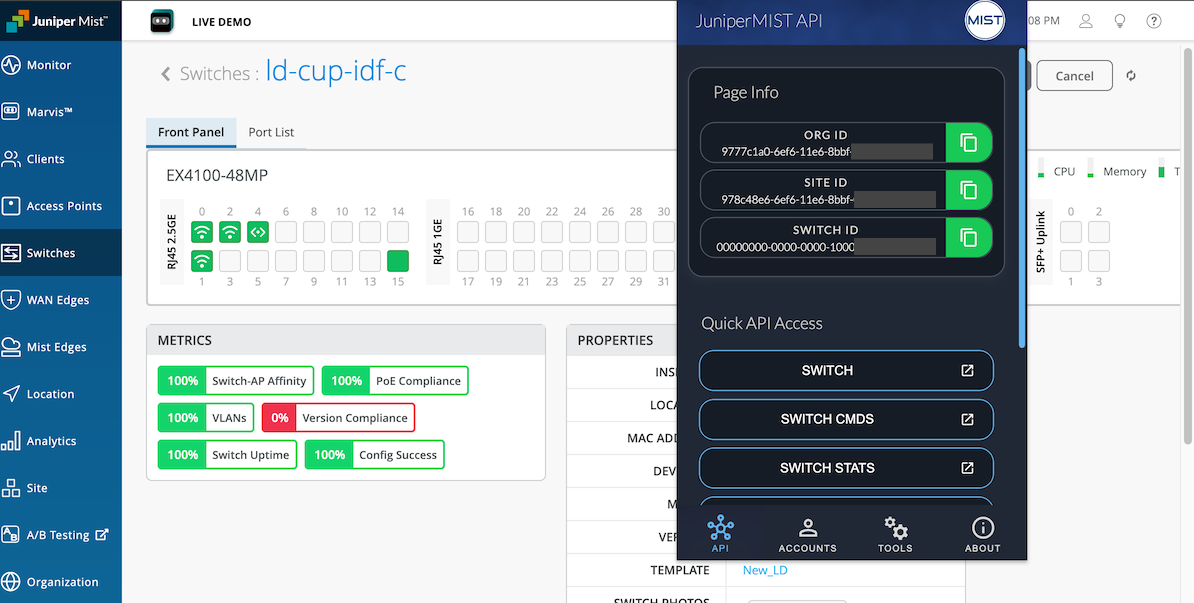 Juniper Mist™
LIVE DEMO
JuniperMIST API
MIST
08 PM
Monitor
Marvis™
Clients
Access Points
Switches
WAN Edges
Mist Edges
Location
Analytics
Site
A/B Testing
Organization
Switches : ld-cup-idf-c
Cancel
Front Panel
Port List
EX4100-48MP
CPU
Memory
T
RJ45 2.5GE
0 2 4 6 8 10 12 14
1 3 5 7 9 11 13 15
RJ45 1GE
16 18 20 22 24 26 28 30
17 19 21 23 25 27 29 31
SFP+ Uplink
0 2
1 3
METRICS
100% Switch-AP Affinity
100% PoE Compliance
100% VLANs
0% Version Compliance
100% Switch Uptime
100% Config Success
PROPERTIES
INSI
LOCA
MAC ADD
DEV
M
VER
TEMPLATE
New_LD
SWITCH PHOTOS
Page Info
ORG ID
9777c1a0-6ef6-11e6-8bbf-
SITE ID
978c48e6-6ef6-11e6-8bbf-
SWITCH ID
00000000-0000-0000-1000
Quick API Access
SWITCH
SWITCH CMDS
SWITCH STATS
API
ACCOUNTS
TOOLS
ABOUT